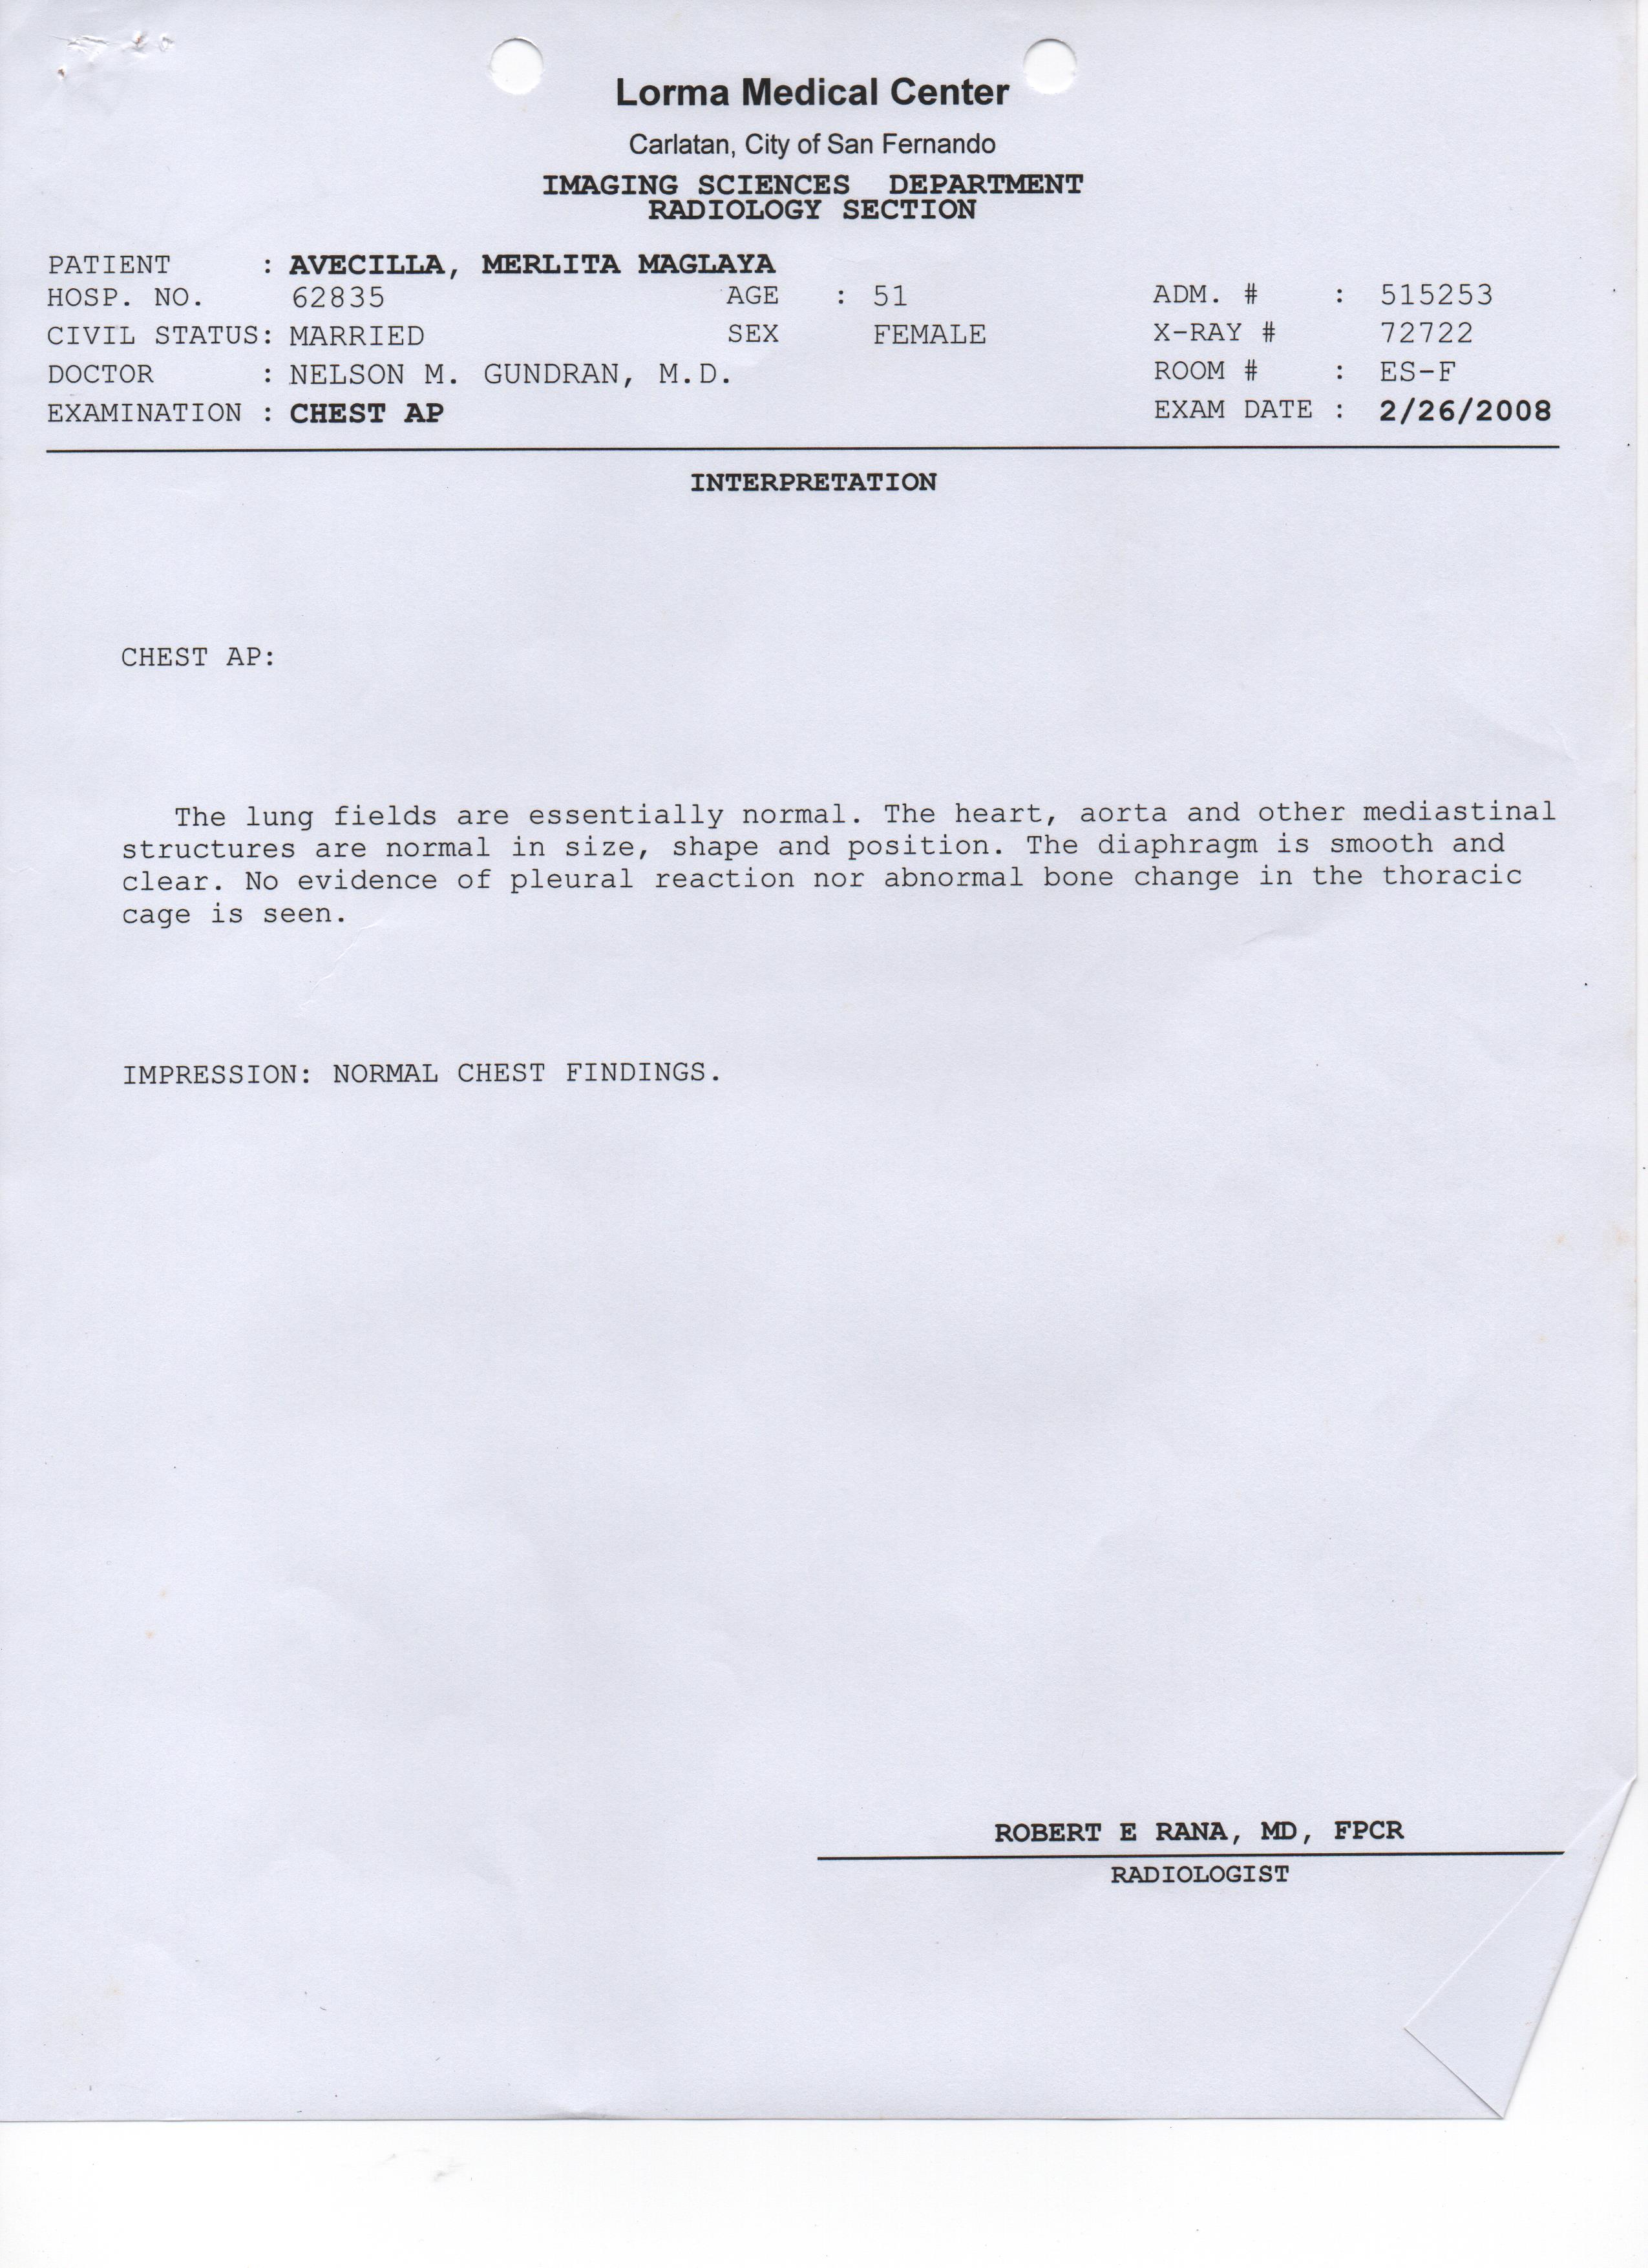 Lorma Medical Center
Carlatan, City of San Fernando
IMAGING SCIENCES DEPARTMENT
RADIOLOGY SECTION
PATIENT : AVECILLA, MERLITA MAGLAYA
HOSP. NO. 62835 AGE : 51 ADM. # : 515253
CIVIL STATUS: MARRIED SEX FEMALE X-RAY # 72722
DOCTOR : NELSON M. GUNDRAN, M.D. ROOM # : ES-F
EXAMINATION : CHEST AP EXAM DATE : 2/26/2008
INTERPRETATION
CHEST AP:
The lung fields are essentially normal. The heart, aorta and other mediastinal
structures are normal in size, shape and position. The diaphragm is smooth and
clear. No evidence of pleural reaction nor abnormal bone change in the thoracic
cage is seen.
IMPRESSION: NORMAL CHEST FINDINGS.
ROBERT E RANA, MD, FPCR
RADIOLOGIST